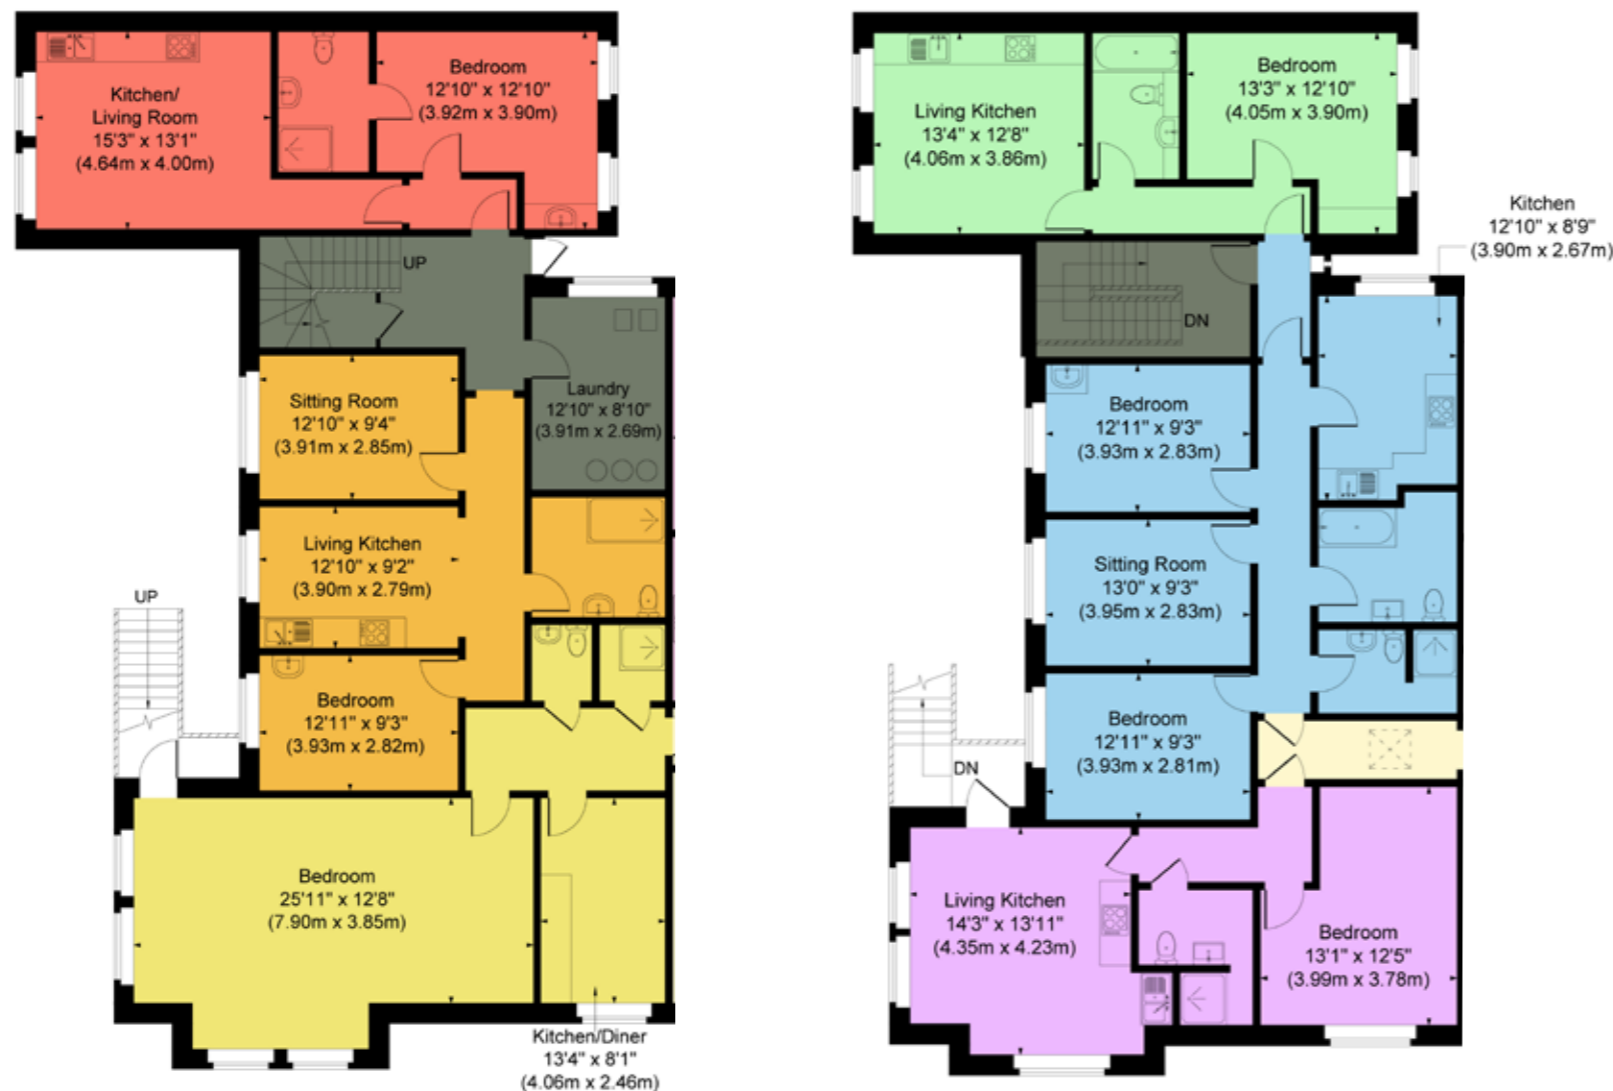 Kitchen/
Living Room
15'3" x 13'1"
(4.64m x 4.00m)
Bedroom
12'10" x 12'10"
(3.92m x 3.90m)
UP
Laundry
12'10" x 8'10"
(3.91m x 2.69m)
Sitting Room
12'10" x 9'4"
(3.91m x 2.85m)
Living Kitchen
12'10" x 9'2"
(3.90m x 2.79m)
UP
Bedroom
12'11" x 9'3"
(3.93m x 2.82m)
Bedroom
25'11" x 12'8"
(7.90m x 3.85m)
Kitchen/Diner
13'4" x 8'1"
(4.06m x 2.46m)
Living Kitchen
13'4" x 12'8"
(4.06m x 3.86m)
Bedroom
13'3" x 12'10"
(4.05m x 3.90m)
Kitchen
12'10" x 8'9"
(3.90m x 2.67m)
DN
Bedroom
12'11" x 9'3"
(3.93m x 2.83m)
Sitting Room
13'0" x 9'3"
(3.95m x 2.83m)
Bedroom
12'11" x 9'3"
(3.93m x 2.81m)
DN
Living Kitchen
14'3" x 13'11"
(4.35m x 4.23m)
Bedroom
13'1" x 12'5"
(3.99m x 3.78m)